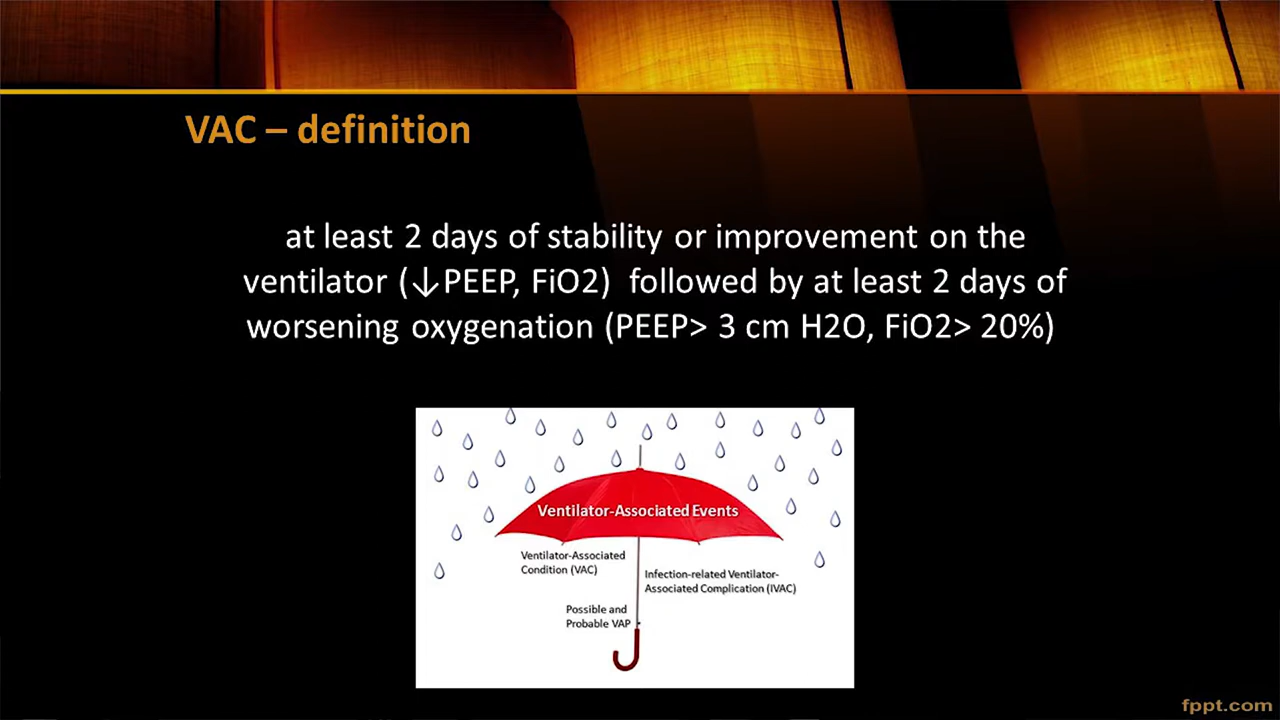 VAC – definition
at least 2 days of stability or improvement on the
ventilator (↓PEEP, FiO2) followed by at least 2 days of
worsening oxygenation (PEEP> 3 cm H2O, FiO2> 20%)
Ventilator-Associated Events
Ventilator-Associated
Condition (VAC)
Infection-related Ventilator-
Associated Complication (IVAC)
Possible and
Probable VAP
fppt.com